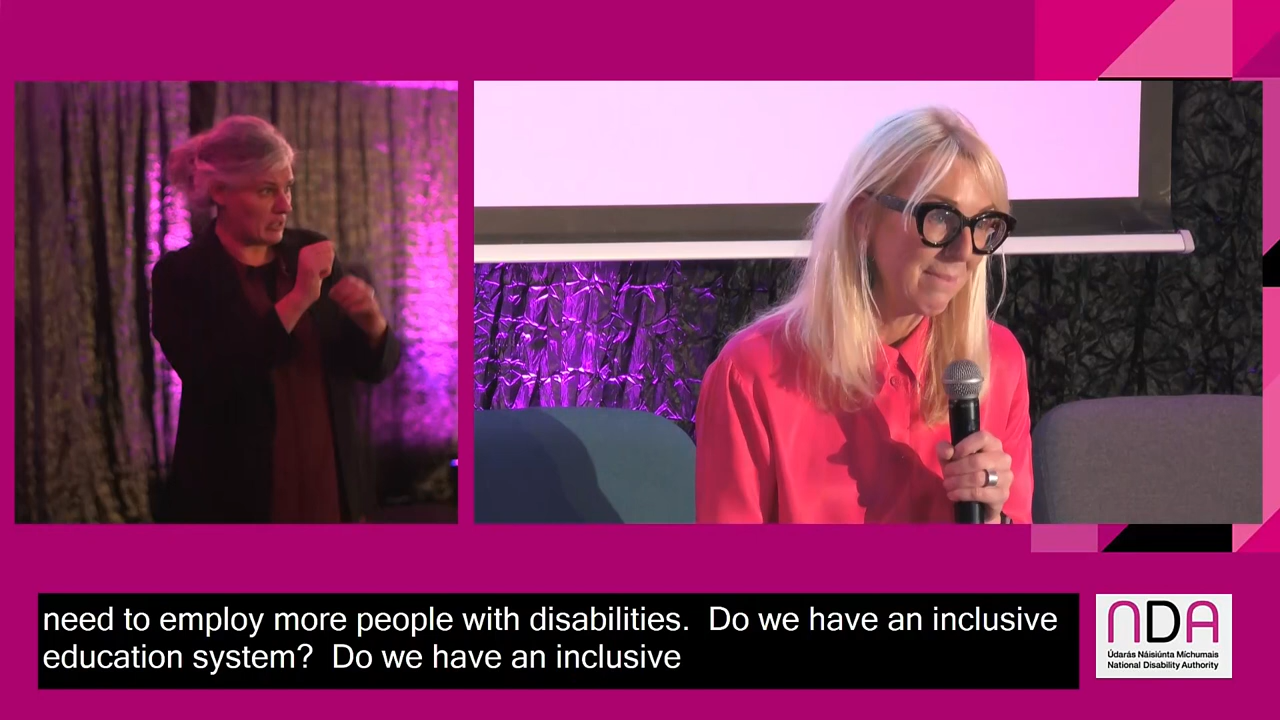 need to employ more people with disabilities.  Do we have an inclusive
education system?  Do we have an inclusive
NDA
Údarás Náisiúnta Míchumais
National Disability Authority